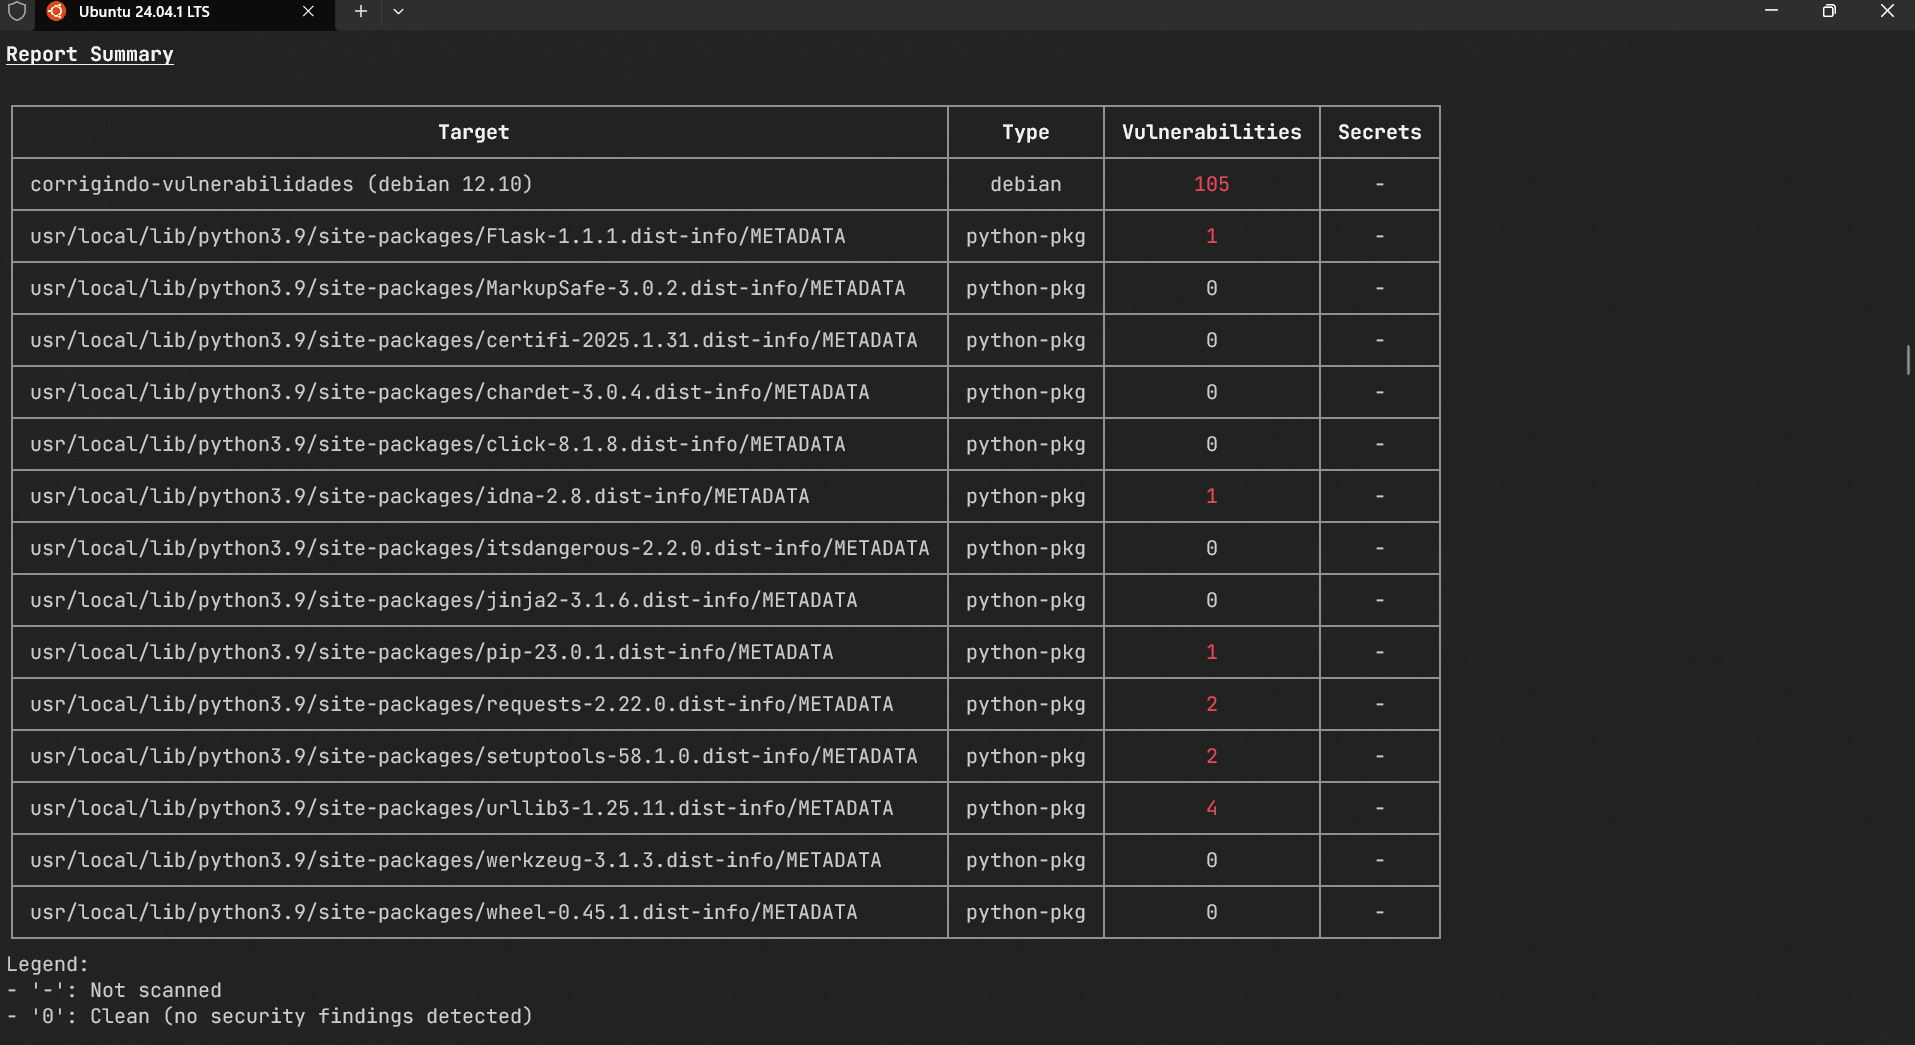 Ubuntu 24.04.1 LTS
Report Summary
Target Type Vulnerabilities Secrets
corrigindo-vulnerabilidades (debian 12.10) debian 105 -
usr/local/lib/python3.9/site-packages/Flask-1.1.1.dist-info/METADATA python-pkg 1 -
usr/local/lib/python3.9/site-packages/MarkupSafe-3.0.2.dist-info/METADATA python-pkg 0 -
usr/local/lib/python3.9/site-packages/certifi-2025.1.31.dist-info/METADATA python-pkg 0 -
usr/local/lib/python3.9/site-packages/chardet-3.0.4.dist-info/METADATA python-pkg 0 -
usr/local/lib/python3.9/site-packages/click-8.1.8.dist-info/METADATA python-pkg 0 -
usr/local/lib/python3.9/site-packages/idna-2.8.dist-info/METADATA python-pkg 1 -
usr/local/lib/python3.9/site-packages/itsdangerous-2.2.0.dist-info/METADATA python-pkg 0 -
usr/local/lib/python3.9/site-packages/jinja2-3.1.6.dist-info/METADATA python-pkg 0 -
usr/local/lib/python3.9/site-packages/pip-23.0.1.dist-info/METADATA python-pkg 1 -
usr/local/lib/python3.9/site-packages/requests-2.22.0.dist-info/METADATA python-pkg 2 -
usr/local/lib/python3.9/site-packages/setuptools-58.1.0.dist-info/METADATA python-pkg 2 -
usr/local/lib/python3.9/site-packages/urllib3-1.25.11.dist-info/METADATA python-pkg 4 -
usr/local/lib/python3.9/site-packages/werkzeug-3.1.3.dist-info/METADATA python-pkg 0 -
usr/local/lib/python3.9/site-packages/wheel-0.45.1.dist-info/METADATA python-pkg 0 -
Legend:
- '-': Not scanned
- '0': Clean (no security findings detected)